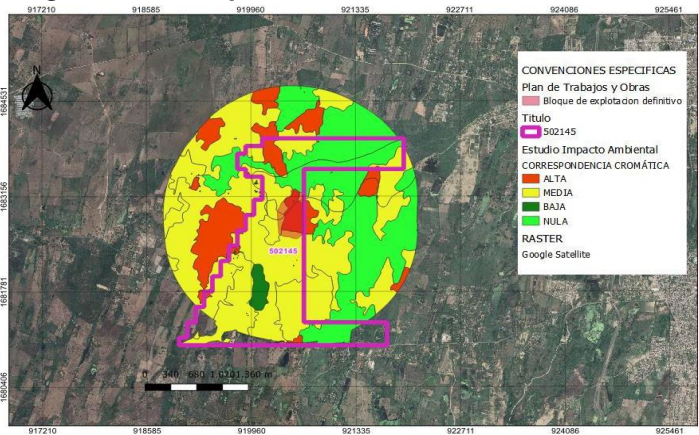 917210 918585 919960 921335 922711 924086 925461
N
1684531
1683156
1681781
1680406
502145
0 340 680 1.0201.360 m
CONVENCIONES ESPECIFICAS
Plan de Trabajos y Obras
Bloque de explotacion definitivo
Titulo
502145
Estudio Impacto Ambiental
CORRESPONDENCIA CROMÁTICA
ALTA
MEDIA
BAJA
NULA
RASTER
Google Satellite
917210 918585 919960 921335 922711 924086 925461